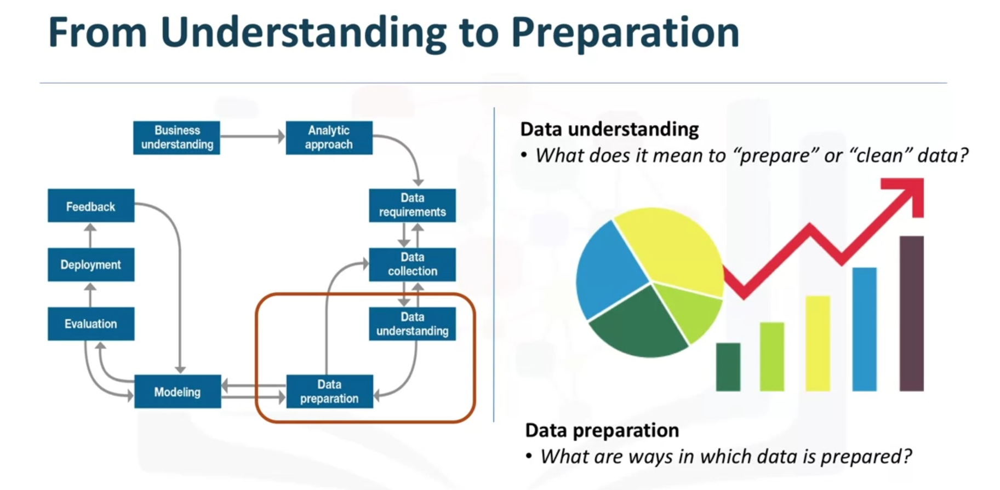 From Understanding to Preparation
Business
understanding
Analytic
approach
Data
requirements
Data
collection
Data
understanding
Data
preparation
Modeling
Evaluation
Deployment
Feedback
Data understanding
• What does it mean to “prepare” or “clean” data?
Data preparation
• What are ways in which data is prepared?